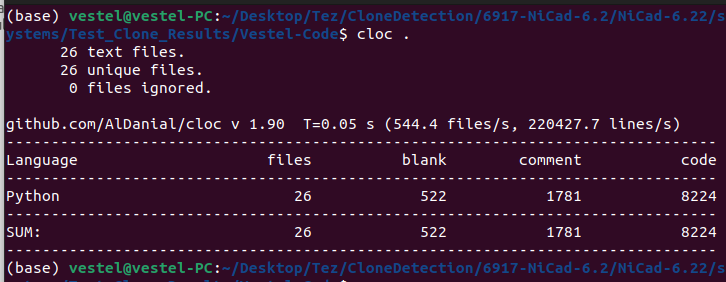 (base) vestel@vestel-PC:~/Desktop/Tez/CloneDetection/6917-NiCad-6.2/NiCad-6.22/s
ystems/Test_Clone_Results/Vestel-Code$ cloc .
      26 text files.
      26 unique files.
       0 files ignored.
github.com/AlDanial/cloc v 1.90  T=0.05 s (544.4 files/s, 220427.7 lines/s)
-------------------------------------------------------------------------------
Language                     files          blank        comment           code
-------------------------------------------------------------------------------
Python                          26            522           1781           8224
-------------------------------------------------------------------------------
SUM:                            26            522           1781           8224
-------------------------------------------------------------------------------
(base) vestel@vestel-PC:~/Desktop/Tez/CloneDetection/6917-NiCad-6.2/NiCad-6.22/s